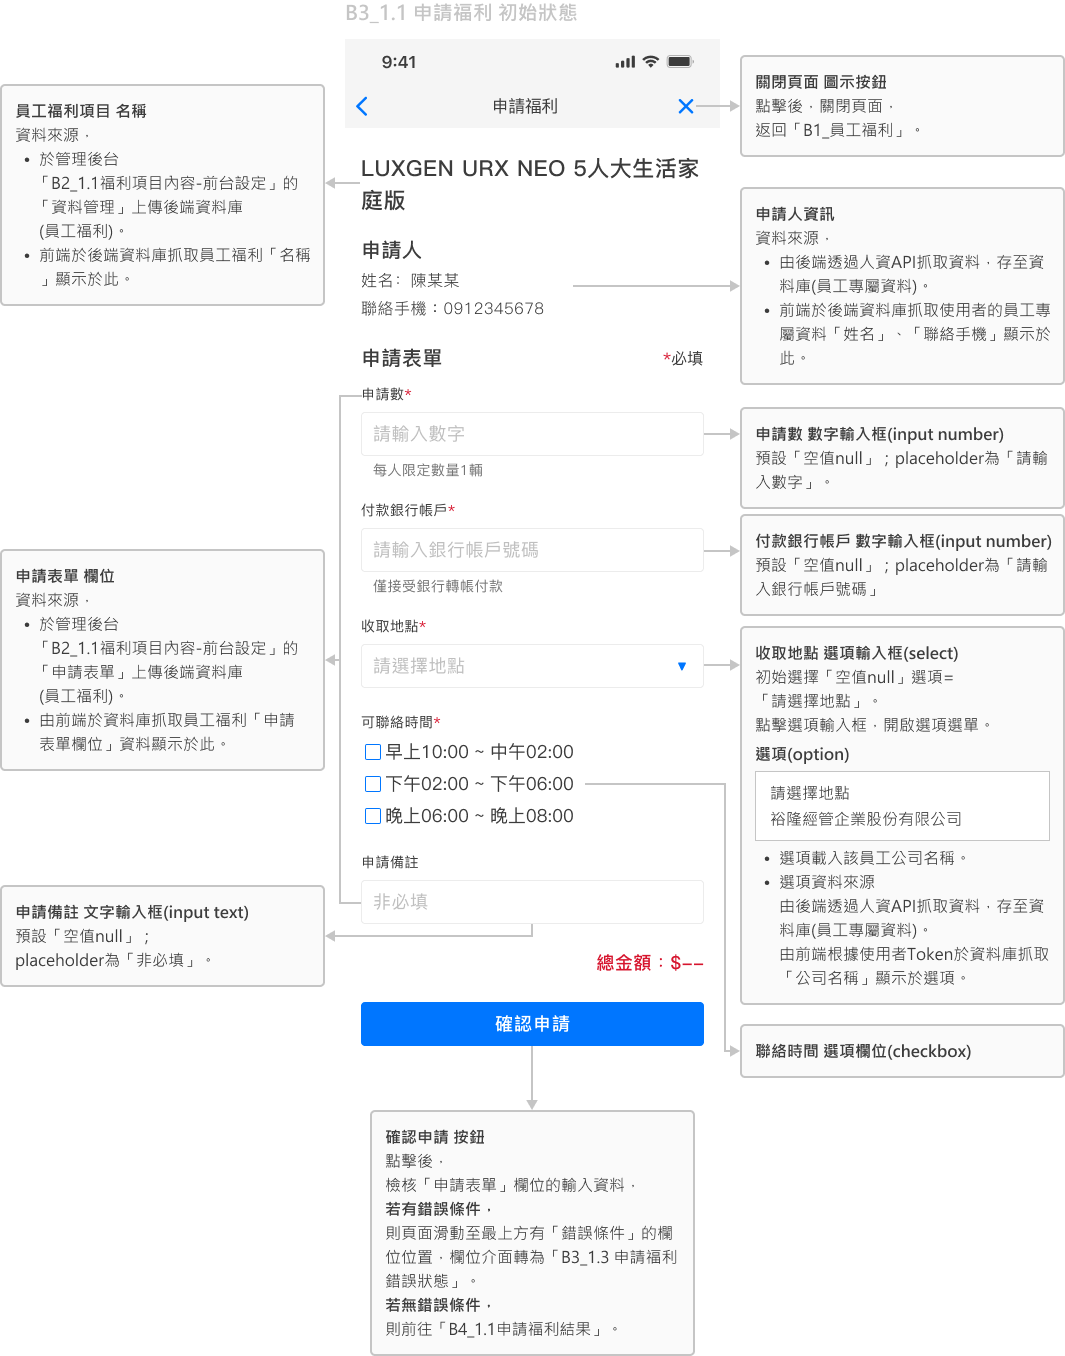 B3_1.1 申請福利 初始狀態
9:41
申請福利
LUXGEN URX NEO 5人大生活家
庭版
申請人
姓名：陳某某
聯絡手機：0912345678
申請表單
*必填
申請數*
請輸入數字
每人限定數量1輛
付款銀行帳戶*
請輸入銀行帳戶號碼
僅接受銀行轉帳付款
收取地點*
請選擇地點
可聯絡時間*
早上10:00 ~ 中午02:00
下午02:00 ~ 下午06:00
晚上06:00 ~ 晚上08:00
申請備註
非必填
總金額：$––
確認申請
員工福利項目 名稱
資料來源，
• 於管理後台
「B2_1.1福利項目內容-前台設定」的
「資料管理」上傳後端資料庫
(員工福利)。
• 前端於後端資料庫抓取員工福利「名稱
」顯示於此。
申請表單 欄位
資料來源，
• 於管理後台
「B2_1.1福利項目內容-前台設定」的
「申請表單」上傳後端資料庫
(員工福利)。
• 由前端於資料庫抓取員工福利「申請
表單欄位」資料顯示於此。
申請備註 文字輸入框(input text)
預設「空值null」；
placeholder為「非必填」。
關閉頁面 圖示按鈕
點擊後，關閉頁面，
返回「B1_員工福利」。
申請人資訊
資料來源，
• 由後端透過人資API抓取資料，存至資
料庫(員工專屬資料)。
• 前端於後端資料庫抓取使用者的員工專
屬資料「姓名」、「聯絡手機」顯示於
此。
申請數 數字輸入框(input number)
預設「空值null」；placeholder為「請輸
入數字」。
付款銀行帳戶 數字輸入框(input number)
預設「空值null」；placeholder為「請輸
入銀行帳戶號碼」
收取地點 選項輸入框(select)
初始選擇「空值null」選項=
「請選擇地點」。
點擊選項輸入框，開啟選項選單。
選項(option)
請選擇地點
裕隆經管企業股份有限公司
• 選項載入該員工公司名稱。
• 選項資料來源
由後端透過人資API抓取資料，存至資
料庫(員工專屬資料)。
由前端根據使用者Token於資料庫抓取
「公司名稱」顯示於選項。
聯絡時間 選項欄位(checkbox)
確認申請 按鈕
點擊後，
檢核「申請表單」欄位的輸入資料，
若有錯誤條件，
則頁面滑動至最上方有「錯誤條件」的欄
位位置，欄位介面轉為「B3_1.3 申請福利
錯誤狀態」。
若無錯誤條件，
則前往「B4_1.1申請福利結果」。